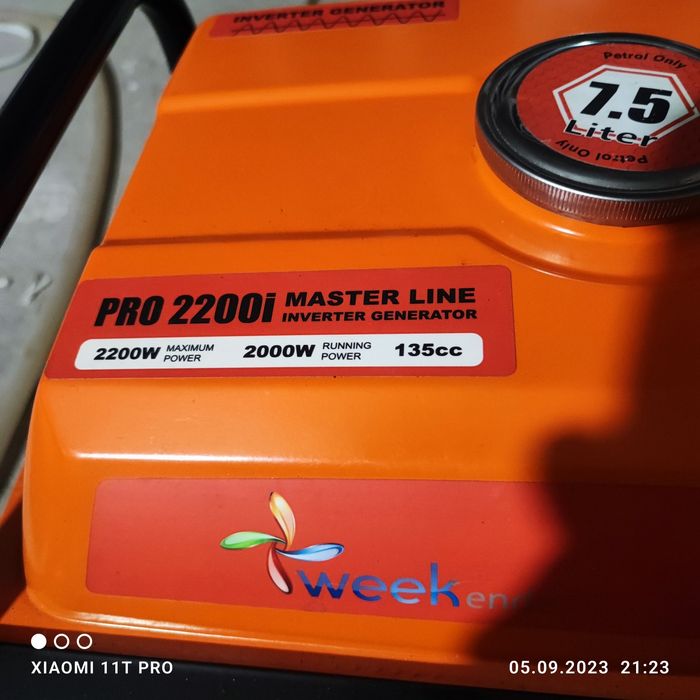 INVERTER GENERATOR
Petrol Only
7.5
Liter
Petrol Only
PRO 2200i MASTER LINE
INVERTER GENERATOR
2200W MAXIMUM POWER 2000W RUNNING POWER 135cc
week
XIAOMI 11T PRO
05.09.2023 21:23